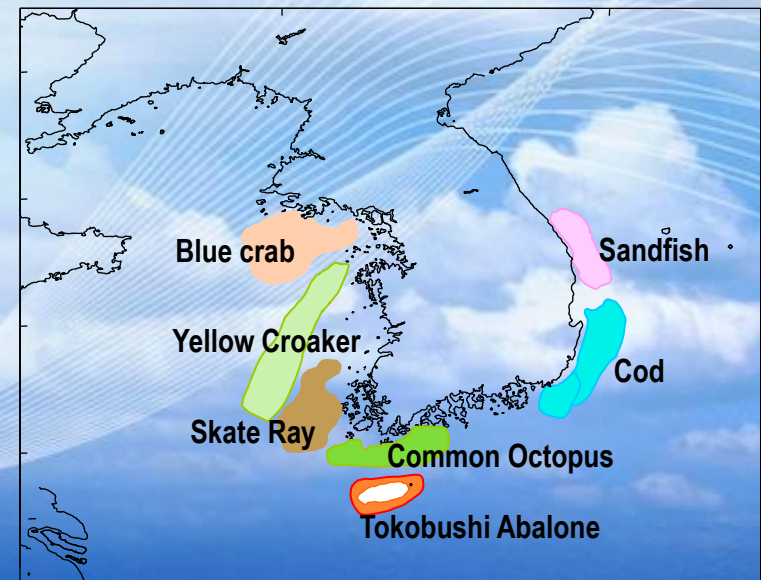 Blue crab
Sandfish
Yellow Croaker
Cod
Skate Ray
Common Octopus
Tokobushi Abalone